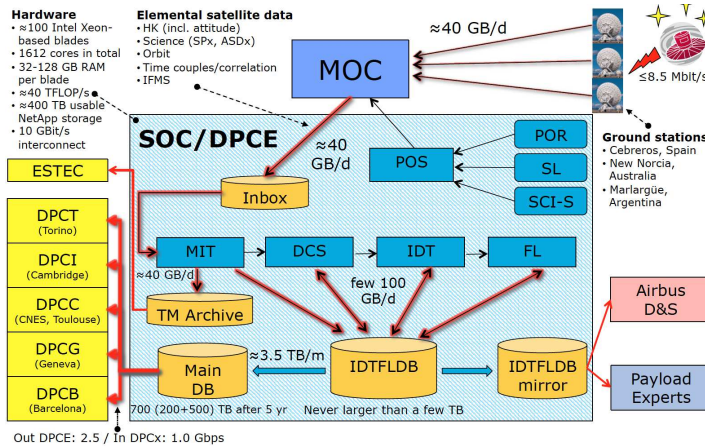 Hardware
• ≈100 Intel Xeon-
based blades
• 1612 cores in total
• 32-128 GB RAM
per blade
• ≈40 TFLOP/s
• ≈400 TB usable
NetApp storage
• 10 GBit/s
interconnect
Elemental satellite data
• HK (incl. attitude)
• Science (SPx, ASDx)
• Orbit
• Time couples/correlation
• IFMS
MOC
≈40 GB/d
≤8.5 Mbit/s
Ground stations
• Cebreros, Spain
• New Norcia,
Australia
• Marlargüe,
Argentina
SOC/DPCE
≈40
GB/d
POS
POR
SL
SCI-S
ESTEC
Inbox
DPCT
(Torino)
DPCI
(Cambridge)
DPCC
(CNES, Toulouse)
DPCG
(Geneva)
DPCB
(Barcelona)
MIT
DCS
IDT
FL
≈40 GB/d
few 100
GB/d
TM Archive
Main
DB
≈3.5 TB/m
IDTFLDB
IDTFLDB
mirror
Airbus
D&S
Payload
Experts
700 (200+500) TB after 5 yr
Never larger than a few TB
Out DPCE: 2.5 / In DPCx: 1.0 Gbps